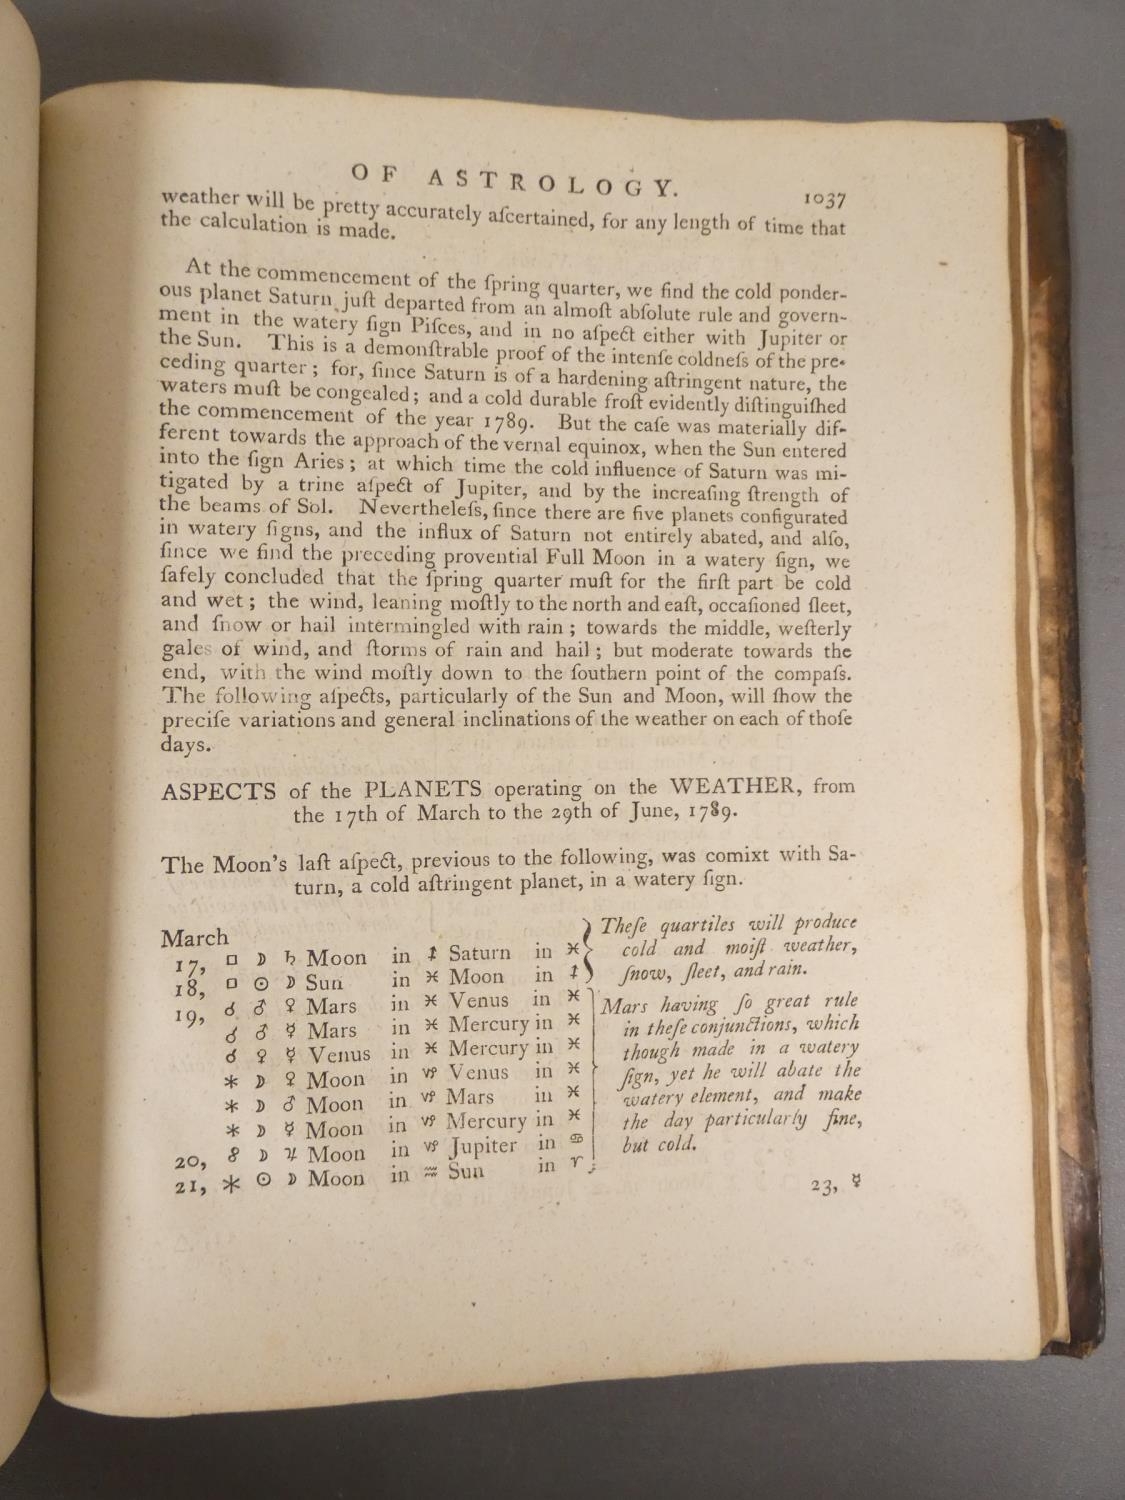 OF ASTROLOGY. 1037
weather will be pretty accurately aſcertained, for any length of time that
the calculation is made.
At the commencement of the ſpring quarter, we find the cold ponder-
ous planet Saturn juſt departed from an almoſt abſolute rule and govern-
ment in the watery ſign Piſces, and in no aſpect either with Jupiter or
the Sun. This is a demonſtrable proof of the intenſe coldneſs of the pre-
ceding quarter; for, ſince Saturn is of a hardening aſtringent nature, the
waters muſt be congealed; and a cold durable froſt evidently diſtinguiſhed
the commencement of the year 1789. But the caſe was materially dif-
ferent towards the approach of the vernal equinox, when the Sun entered
into the ſign Aries; at which time the cold influence of Saturn was mi-
tigated by a trine aſpect of Jupiter, and by the increaſing ſtrength of
the beams of Sol. Nevertheleſs, ſince there are five planets configurated
in watery ſigns, and the influx of Saturn not entirely abated, and alſo,
ſince we find the preceding provential Full Moon in a watery ſign, we
ſafely concluded that the ſpring quarter muſt for the firſt part be cold
and wet; the wind, leaning moſtly to the north and eaſt, occaſioned ſleet,
and ſnow or hail intermingled with rain; towards the middle, weſterly
gales of wind, and ſtorms of rain and hail; but moderate towards the
end, with the wind moſtly down to the ſouthern point of the compaſs.
The following aſpects, particularly of the Sun and Moon, will ſhow the
preciſe variations and general inclinations of the weather on each of thoſe
days.
ASPECTS of the PLANETS operating on the WEATHER, from
the 17th of March to the 29th of June, 1789.
The Moon's laſt aſpect, previous to the following, was comixt with Sa-
turn, a cold aſtringent planet, in a watery ſign.
March
17, □ ☽ ♄ Moon in ♐ Saturn in ♓
18, □ ☉ ☽ Sun in ♓ Moon in ♐
Theſe quartiles will produce
cold and moiſt weather,
ſnow, ſleet, and rain.
19, ☌ ♂ ♀ Mars in ♓ Venus in ♓
☌ ♂ ☿ Mars in ♓ Mercury in ♓
☌ ♀ ☿ Venus in ♓ Mercury in ♓
⚹ ☽ ♀ Moon in ♑ Venus in ♓
⚹ ☽ ♂ Moon in ♑ Mars in ♓
⚹ ☽ ☿ Moon in ♑ Mercury in ♓
20, ☍ ☽ ♃ Moon in ♑ Jupiter in ♋
21, ⚹ ☉ ☽ Moon in ♒ Sun in ♈
Mars having ſo great rule
in theſe conjunctions, which
though made in a watery
ſign, yet he will abate the
watery element, and make
the day particularly fine,
but cold.
23, ☿